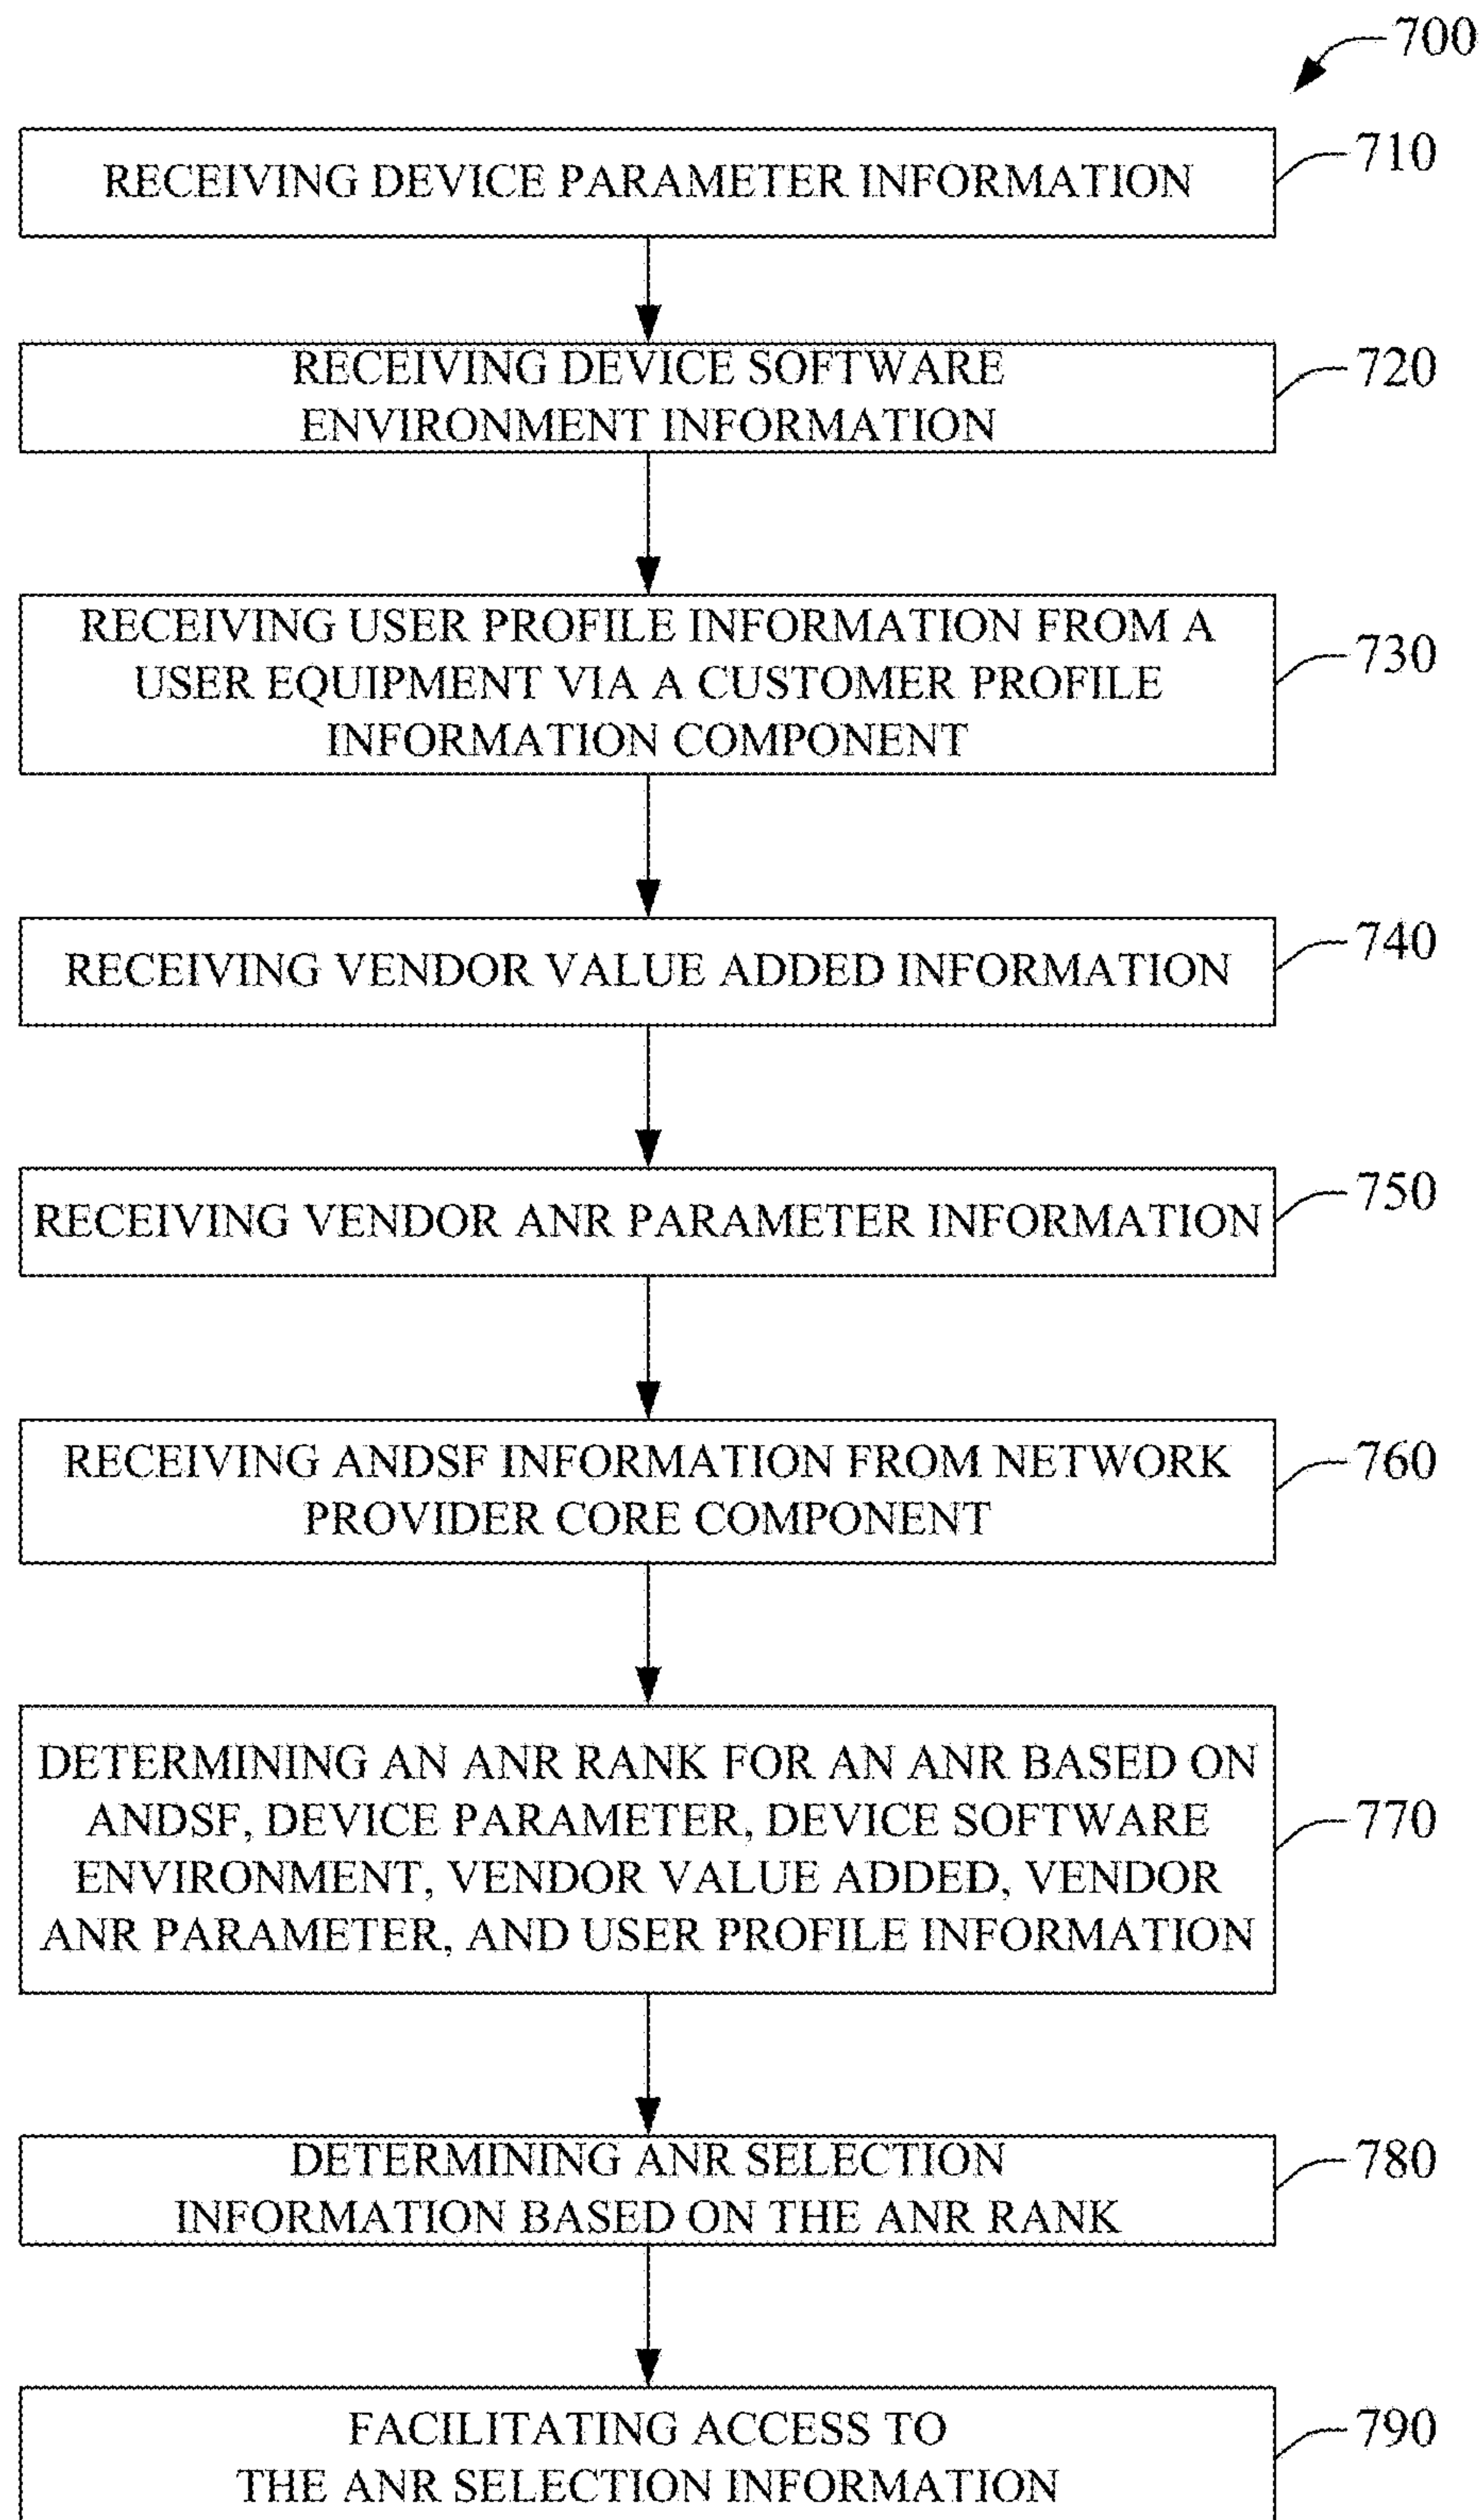 700
RECEIVING DEVICE PARAMETER INFORMATION
710
RECEIVING DEVICE SOFTWARE
ENVIRONMENT INFORMATION
720
RECEIVING USER PROFILE INFORMATION FROM A
USER EQUIPMENT VIA A CUSTOMER PROFILE
INFORMATION COMPONENT
730
RECEIVING VENDOR VALUE ADDED INFORMATION
740
RECEIVING VENDOR ANR PARAMETER INFORMATION
750
RECEIVING ANDSF INFORMATION FROM NETWORK
PROVIDER CORE COMPONENT
760
DETERMINING AN ANR RANK FOR AN ANR BASED ON
ANDSF, DEVICE PARAMETER, DEVICE SOFTWARE
ENVIRONMENT, VENDOR VALUE ADDED, VENDOR
ANR PARAMETER, AND USER PROFILE INFORMATION
770
DETERMINING ANR SELECTION
INFORMATION BASED ON THE ANR RANK
780
FACILITATING ACCESS TO
THE ANR SELECTION INFORMATION
790